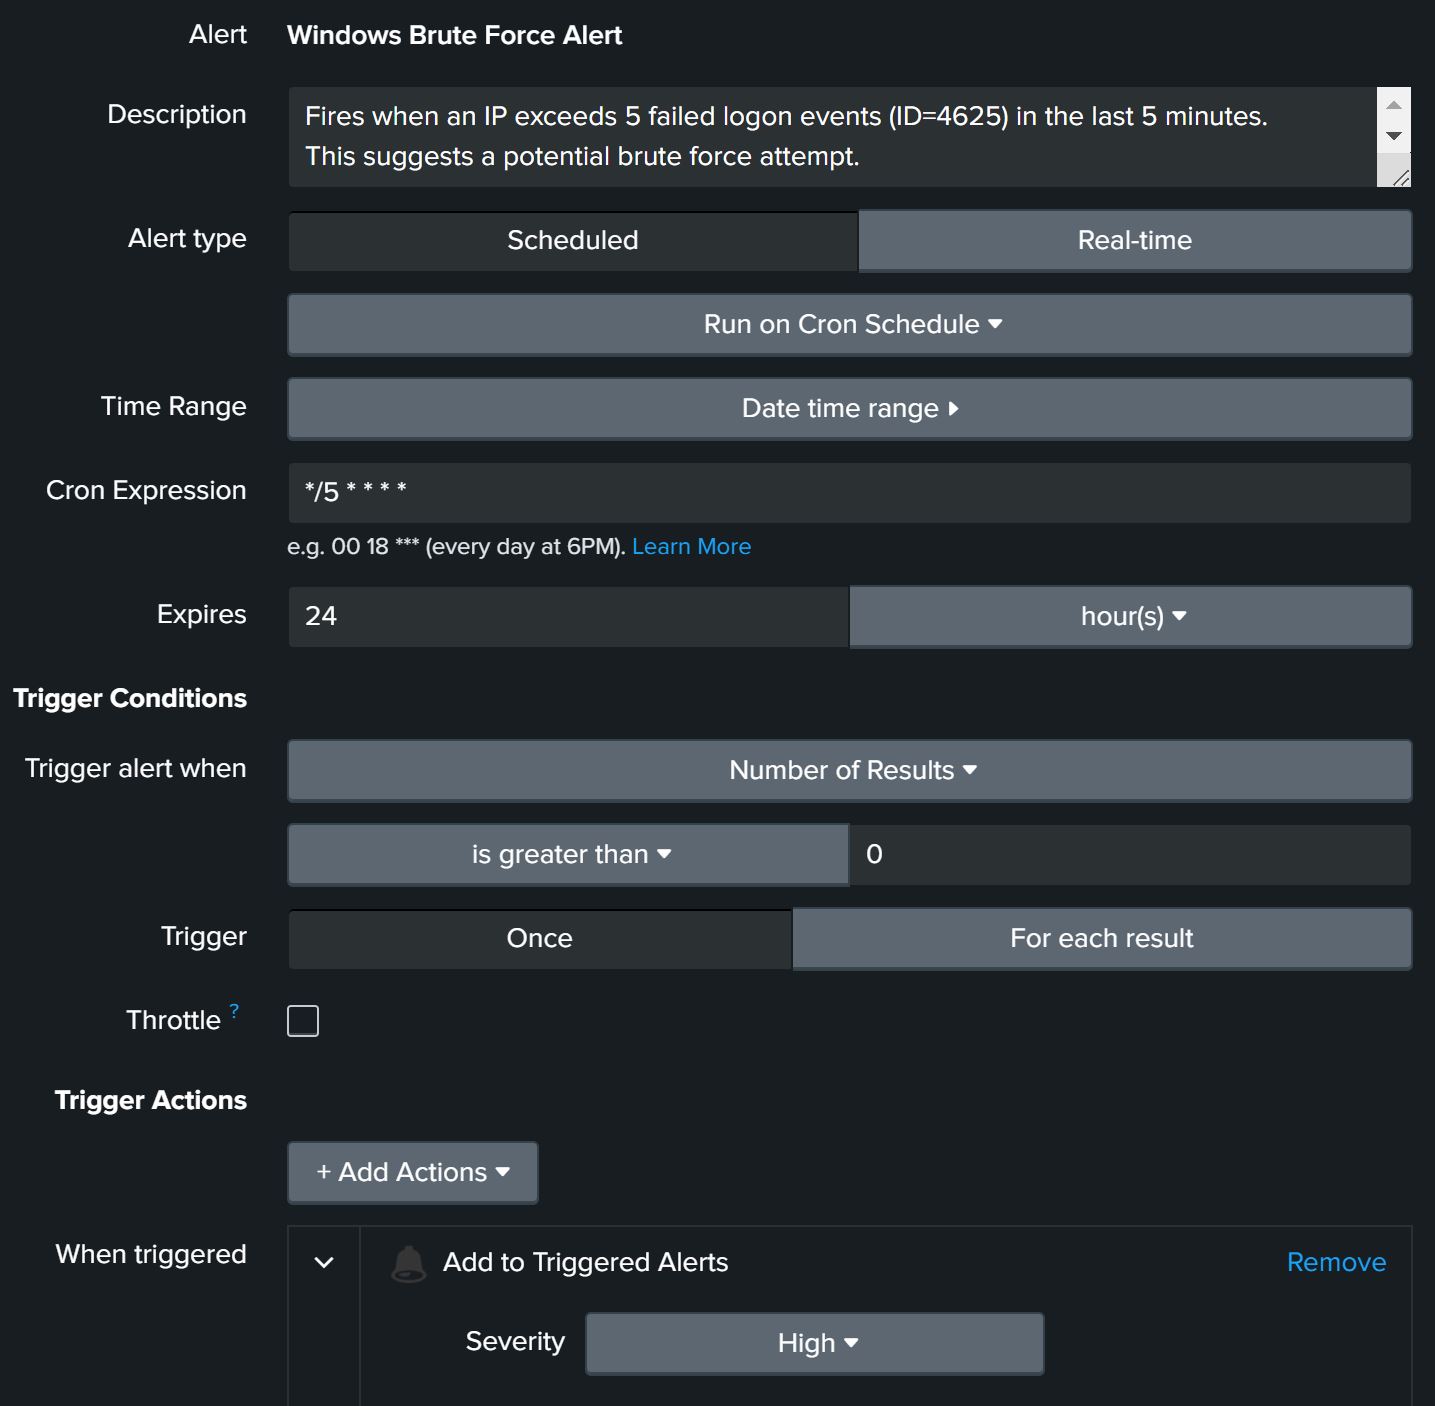 Alert Windows Brute Force Alert
Description Fires when an IP exceeds 5 failed logon events (ID=4625) in the last 5 minutes.
This suggests a potential brute force attempt.
Alert type Scheduled Real-time
Run on Cron Schedule
Time Range Date time range
Cron Expression */5 * * * *
e.g. 00 18 *** (every day at 6PM). Learn More
Expires 24 hour(s)
Trigger Conditions
Trigger alert when Number of Results
is greater than 0
Trigger Once For each result
Throttle ?
Trigger Actions
+ Add Actions
When triggered Add to Triggered Alerts Remove
Severity High